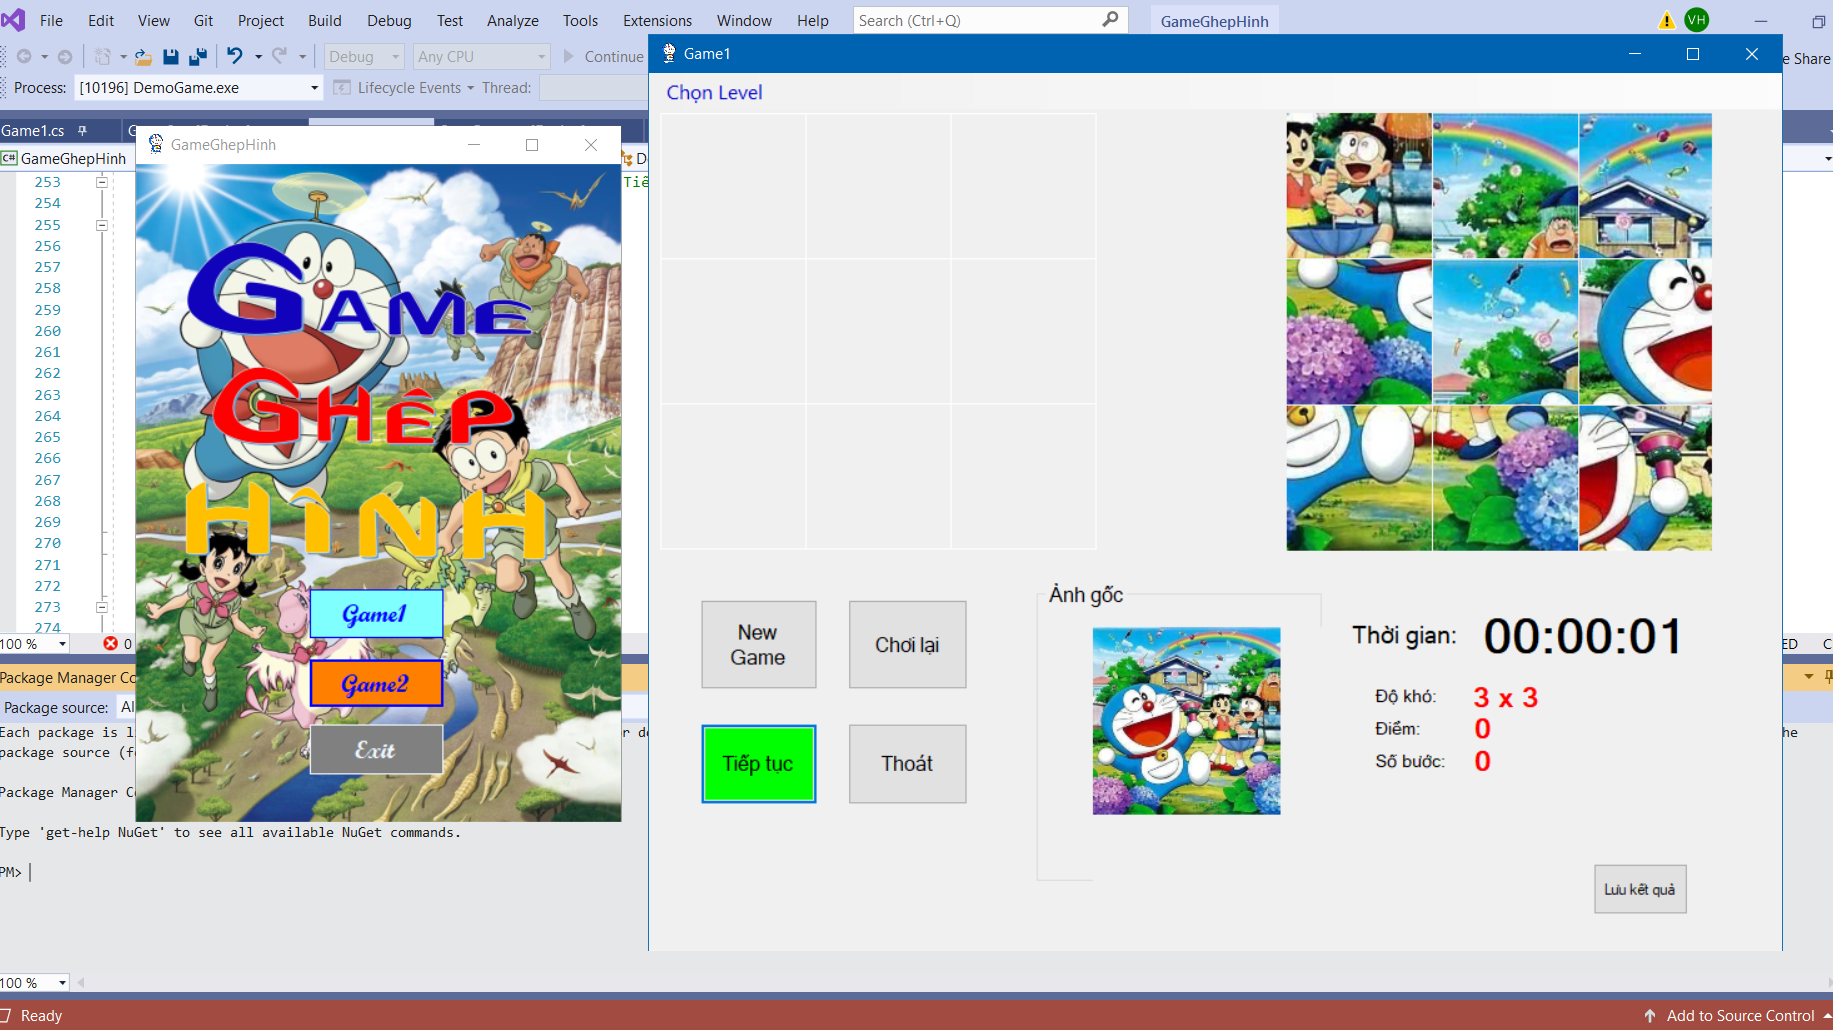 File Edit View Git Project Build Debug Test Analyze Tools Extensions Window Help Search (Ctrl+Q) GameGhepHinh VH
Debug Any CPU Continue
Process: [10196] DemoGame.exe Lifecycle Events Thread:
Game1.cs
GameGhepHinh
253
254
255
256
257
258
259
260
261
262
263
264
265
266
267
268
269
270
271
272
273
274
100 % 0
GameGhepHinh
GAME
GHÉP
HÌNH
Game1
Game2
Exit
Game1
Chọn Level
New
Game
Chơi lại
Tiếp tục
Thoát
Ảnh gốc
Thời gian: 00:00:01
Độ khó: 3 x 3
Điểm: 0
Số bước: 0
Lưu kết quả
Share
Package Manager Co
Package source: Al
Each package is li
package source (fo
Package Manager Co
Type 'get-help NuGet' to see all available NuGet commands.
PM>
100 %
Ready Add to Source Control